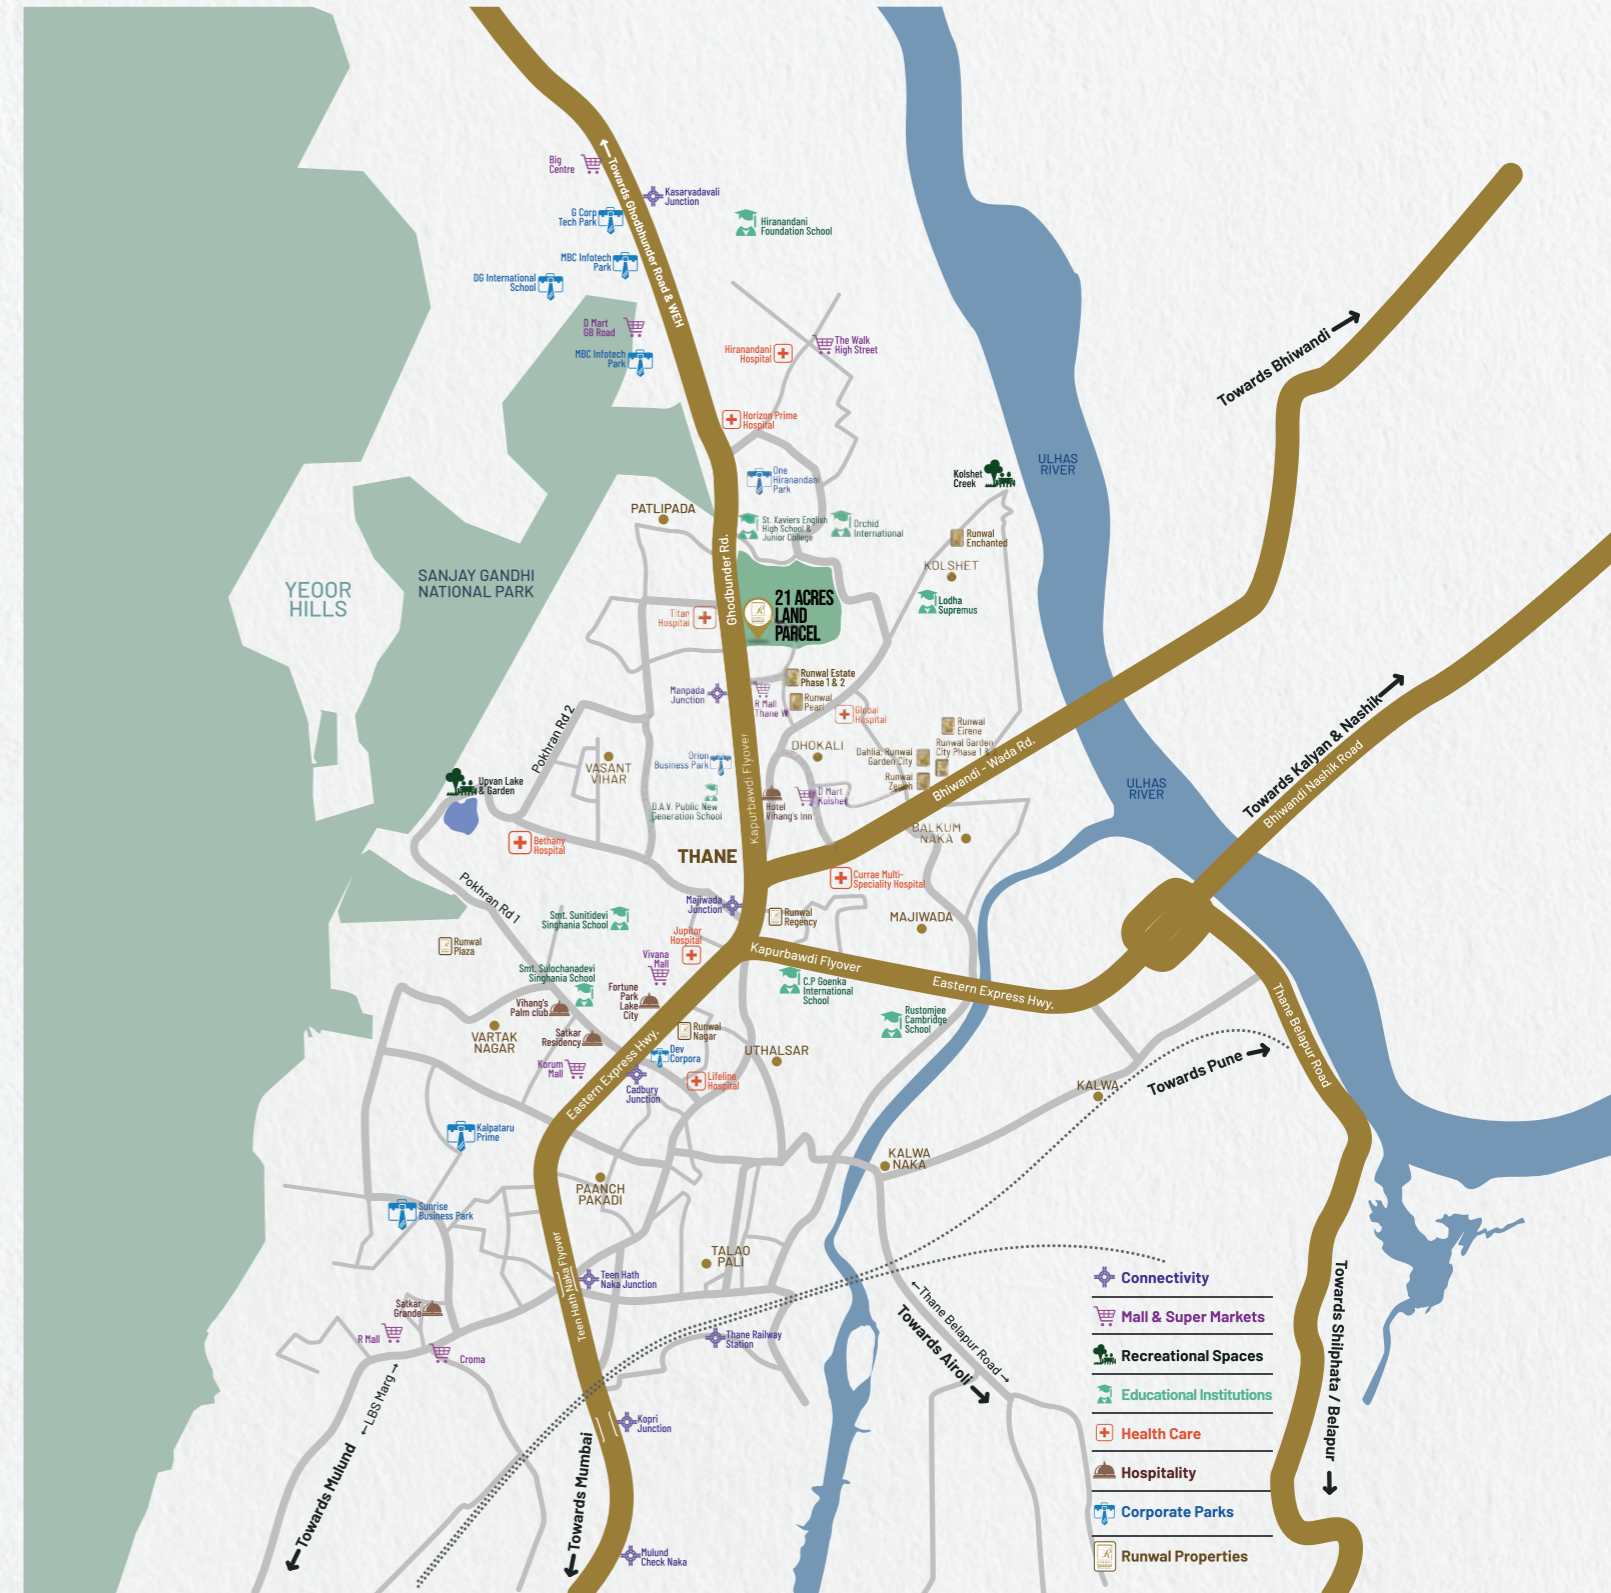 Big
Centre
Kasarvadavali
Junction
G Corp
Tech Park
Hiranandani
Foundation School
MBC Infotech
Park
DG International
School
← Towards Ghodbhunder Road & WEH
D Mart
GB Road
MBC Infotech
Park
Hiranandani
Hospital
The Walk
High Street
Towards Bhiwandi →
Horizon Prime
Hospital
ULHAS
RIVER
One
Hiranandani
Park
Kolshet
Creek
PATLIPADA
St. Xaviers English
High School &
Junior College
Orchid
International
Runwal
Enchanted
Ghodbunder Rd.
KOLSHET
YEOOR
HILLS
SANJAY GANDHI
NATIONAL PARK
21 ACRES
LAND
PARCEL
Lodha
Supremus
Titan
Hospital
Runwal Estate
Phase 1 & 2
Manpada
Junction
R Mall
Thane W
Runwal
Pearl
Global
Hospital
Towards Kalyan & Nashik →
Bhiwandi Nashik Road
Pokhran Rd 2
Runwal
Eirene
DHOKALI
Dahlia, Runwal
Garden City
Runwal Garden
City Phase 1 &
Bhiwandi - Wada Rd.
VASANT
VIHAR
Orion
Business Park
Kapurbawdi Flyover
Runwal
Zenith
ULHAS
RIVER
Upvan Lake
& Garden
D.A.V. Public New
Generation School
Hotel
Vihang's Inn
D Mart
Kolshet
BALKUM
NAKA
Bethany
Hospital
THANE
Currae Multi-
Speciality Hospital
Pokhran Rd 1
Majiwada
Junction
Smt. Sunitidevi
Singhania School
Runwal
Regency
MAJIWADA
Jupitor
Hospital
Runwal
Plaza
Vivana
Mall
Kapurbawdi Flyover
Smt. Sulochanadevi
Singhania School
C.P Goenka
International
School
Eastern Express Hwy.
Thane Belapur Road
Fortune
Park
Lake
City
Vihang's
Palm club
Rustomjee
Cambridge
School
VARTAK
NAGAR
Satkar
Residency
Runwal
Nagar
Dev
Corpora
UTHALSAR
Towards Pune →
Korum
Mall
Eastern Express Hwy.
Cadbury
Junction
Lifeline
Hospital
KALWA
Kalpataru
Prime
KALWA
NAKA
PAANCH
PAKADI
Sunrise
Business Park
TALAO
PALI
Teen Hath Naka Flyover
Teen Hath
Naka Junction
Satkar
Grande
R Mall
Croma
Thane Railway
Station
←Thane Belapur Road→
Towards Airoli →
Towards Shilphata / Belapur →
←LBS Marg→
← Towards Mulund
Kopri
Junction
← Towards Mumbai
Mulund
Check Naka
Connectivity
Mall & Super Markets
Recreational Spaces
Educational Institutions
Health Care
Hospitality
Corporate Parks
Runwal Properties